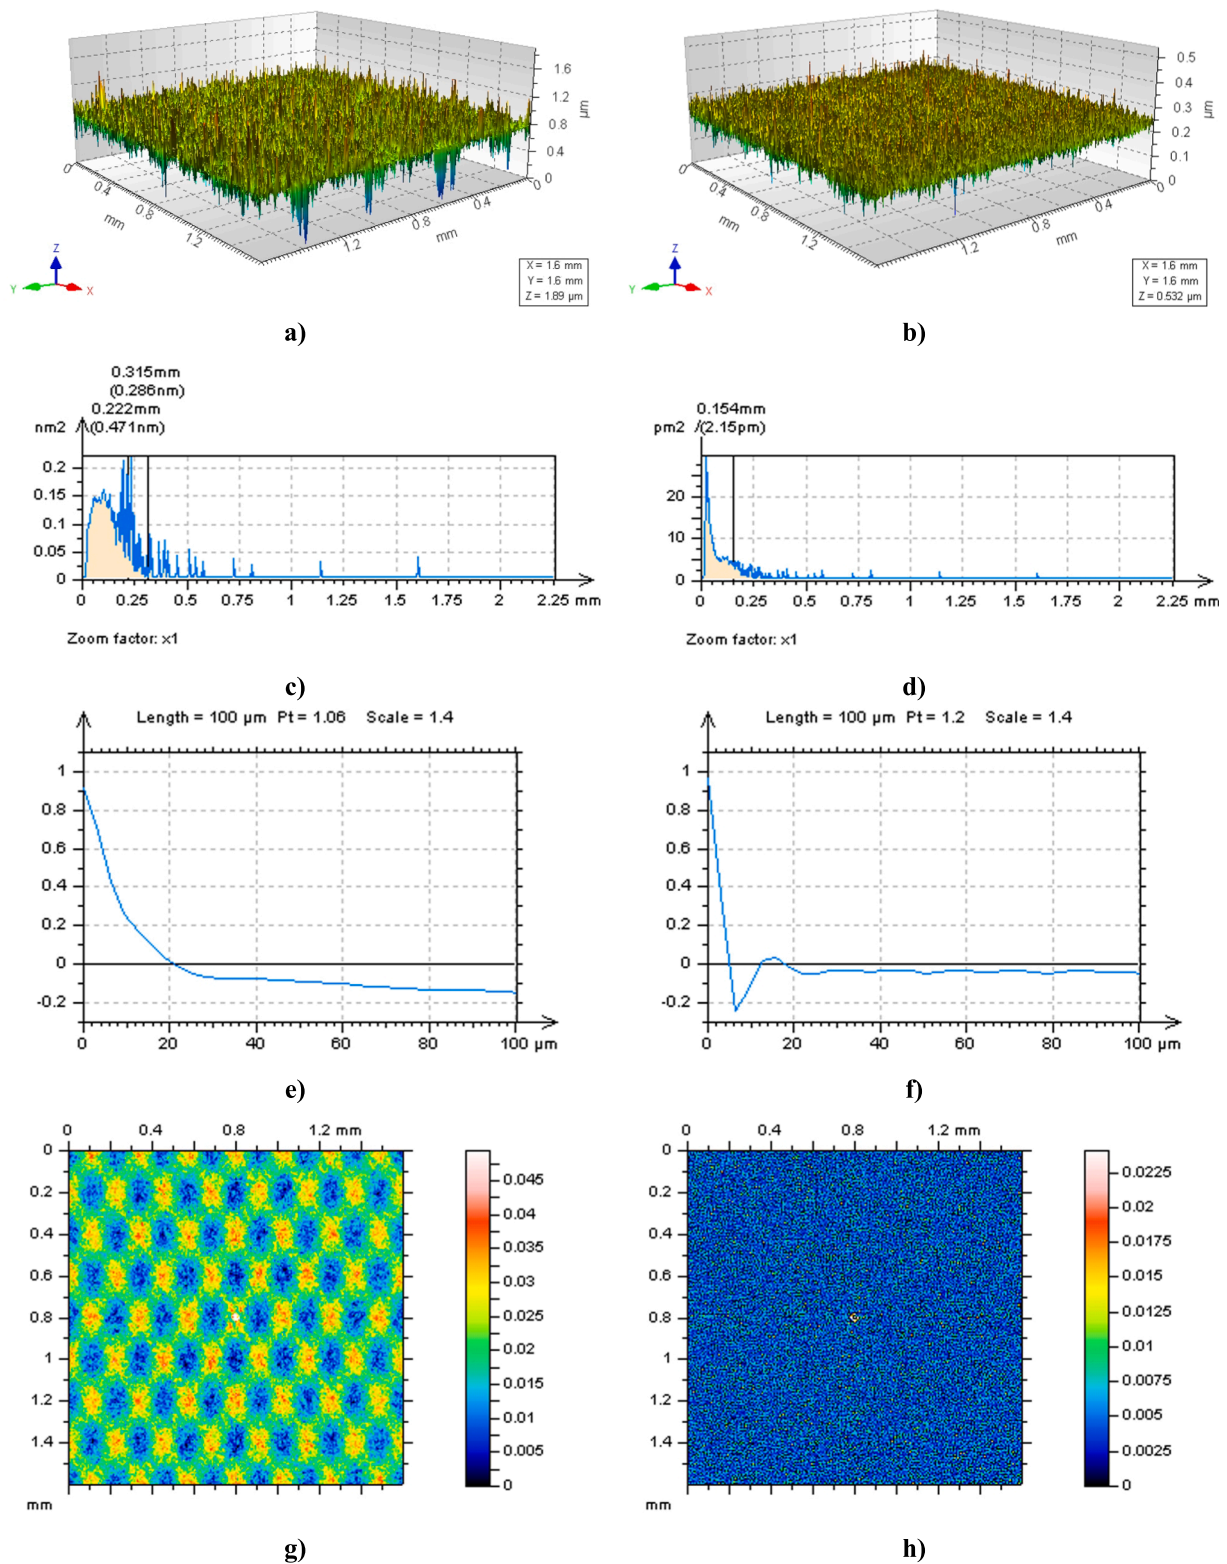 1.6
1.2
0.8
0.4
0
µm
0
0.4
0.8
1.2
mm
1.2
0.8
0.4
0
mm
Z
Y
X
X = 1.6 mm
Y = 1.6 mm
Z = 1.89 µm
a)
0.5
0.4
0.3
0.2
0.1
0
µm
0
0.4
0.8
1.2
mm
1.2
0.8
0.4
0
mm
Z
Y
X
X = 1.6 mm
Y = 1.6 mm
Z = 0.532 µm
b)
0.315mm
(0.286nm)
0.222mm
nm2 (0.471nm)
0.2
0.15
0.1
0.05
0
0 0.25 0.5 0.75 1 1.25 1.5 1.75 2 2.25 mm
Zoom factor: x1
c)
0.154mm
pm2 (2.15pm)
20
10
0
0 0.25 0.5 0.75 1 1.25 1.5 1.75 2 2.25 mm
Zoom factor: x1
d)
Length = 100 µm Pt = 1.06 Scale = 1.4
1
0.8
0.6
0.4
0.2
0
-0.2
0 20 40 60 80 100 µm
e)
Length = 100 µm Pt = 1.2 Scale = 1.4
1
0.8
0.6
0.4
0.2
0
-0.2
0 20 40 60 80 100 µm
f)
0 0.4 0.8 1.2 mm
0
0.2
0.4
0.6
0.8
1
1.2
1.4
mm
0.045
0.04
0.035
0.03
0.025
0.02
0.015
0.01
0.005
0
g)
0 0.4 0.8 1.2 mm
0
0.2
0.4
0.6
0.8
1
1.2
1.4
mm
0.0225
0.02
0.0175
0.015
0.0125
0.01
0.0075
0.005
0.0025
0
h)